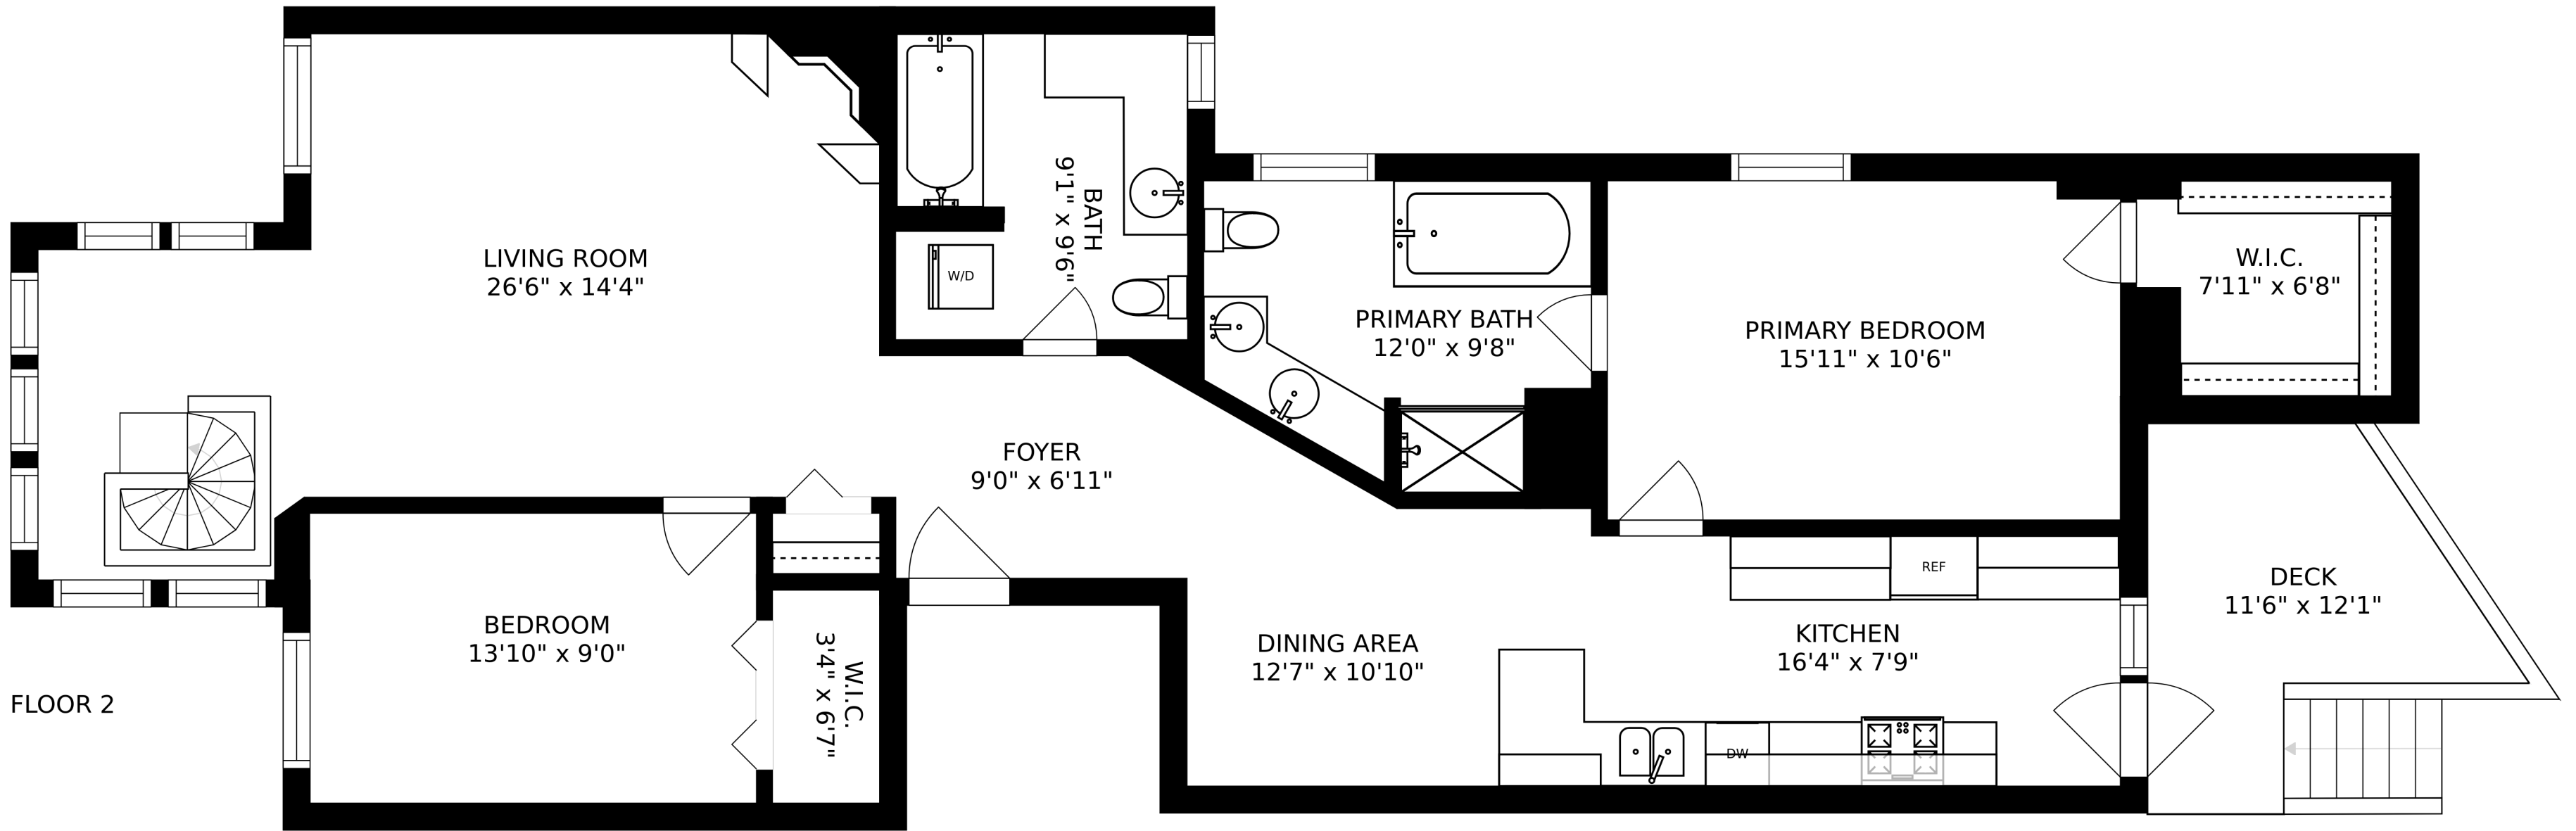 LIVING ROOM
26'6" x 14'4"
BATH
9'1" x 9'6"
W/D
PRIMARY BATH
12'0" x 9'8"
PRIMARY BEDROOM
15'11" x 10'6"
W.I.C.
7'11" x 6'8"
FOYER
9'0" x 6'11"
BEDROOM
13'10" x 9'0"
W.I.C.
3'4" x 6'7"
DINING AREA
12'7" x 10'10"
REF
KITCHEN
16'4" x 7'9"
DW
DECK
11'6" x 12'1"
FLOOR 2